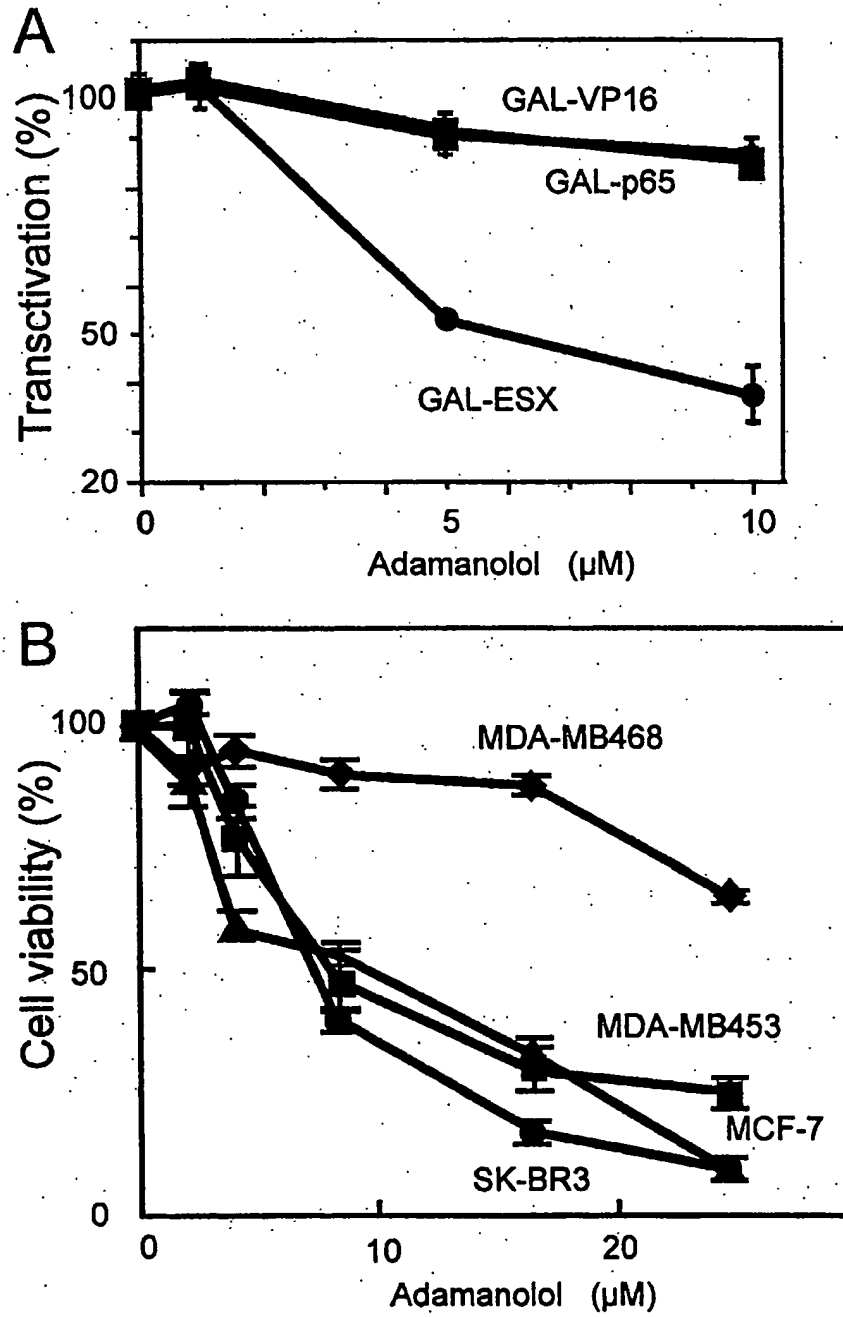 A
Transctivation (%)
100
50
20
GAL-VP16
GAL-p65
GAL-ESX
0 5 10
Adamanolol (µM)
B
Cell viability (%)
100
50
0
MDA-MB468
MDA-MB453
MCF-7
SK-BR3
0 10 20
Adamanolol (µM)